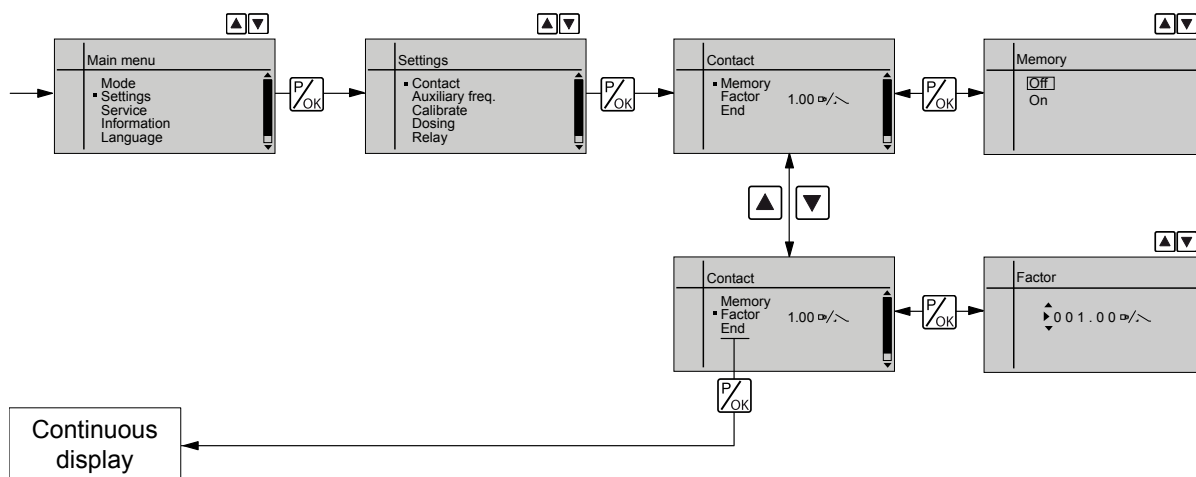 Main menu
Mode
Settings
Service
Information
Language
P/OK
Settings
Contact
Auxiliary freq.
Calibrate
Dosing
Relay
P/OK
Contact
Memory
Factor 1.00
End
P/OK
Memory
Off
On
Contact
Memory
Factor 1.00
End
P/OK
Factor
001.00
P/OK
Continuous
display